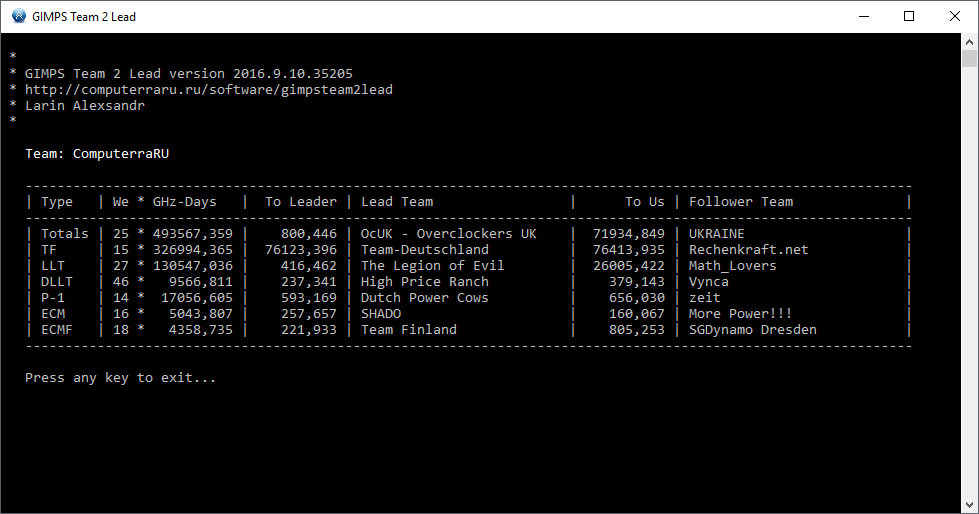 GIMPS Team 2 Lead
*
* GIMPS Team 2 Lead version 2016.9.10.35205
* http://computerraru.ru/software/gimpsteam2lead
* Larin Alexsandr
*
Team: ComputerraRU
---------------------------------------------------------------------------------------------------------------
| Type   | We * GHz-Days   |  To Leader | Lead Team                 |      To Us | Follower Team              |
---------------------------------------------------------------------------------------------------------------
| Totals | 25 * 493567,359 |    800,446 | OcUK - Overclockers UK    |  71934,849 | UKRAINE                    |
| TF     | 15 * 326994,365 |  76123,396 | Team-Deutschland          |  76413,935 | Rechenkraft.net            |
| LLT    | 27 * 130547,036 |    416,462 | The Legion of Evil        |  26005,422 | Math_Lovers                |
| DLLT   | 46 *   9566,811 |    237,341 | High Price Ranch          |    379,143 | Vynca                      |
| P-1    | 14 *  17056,605 |    593,169 | Dutch Power Cows          |    656,030 | zeit                       |
| ECM    | 16 *   5043,807 |    257,657 | SHADO                     |    160,067 | More Power!!!              |
| ECMF   | 18 *   4358,735 |    221,933 | Team Finland              |    805,253 | SGDynamo Dresden           |
---------------------------------------------------------------------------------------------------------------
Press any key to exit...